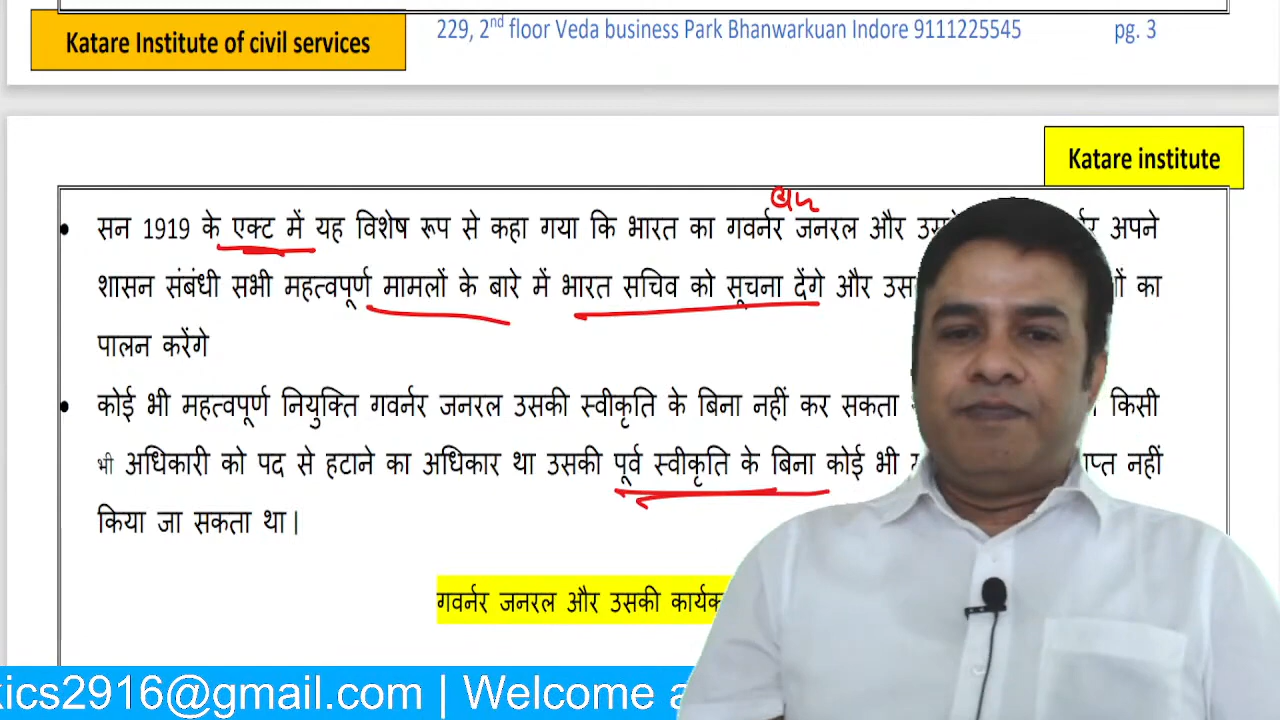 Katare Institute of civil services
229, 2nd floor Veda business Park Bhanwarkuan Indore 9111225545 pg. 3
Katare institute
सन 1919 के एक्ट में यह विशेष रूप से कहा गया कि भारत का गवर्नर जनरल और अपने
शासन संबंधी सभी महत्वपूर्ण मामलों के बारे में भारत सचिव को सूचना देंगे और का
पालन करेंगे
कोई भी महत्वपूर्ण नियुक्ति गवर्नर जनरल उसकी स्वीकृति के बिना नहीं कर सकता किसी
भी अधिकारी को पद से हटाने का अधिकार था उसकी पूर्व स्वीकृति के बिना कोई भी नहीं
किया जा सकता था |
गवर्नर जनरल और उसकी
kics2916@gmail.com | Welcome